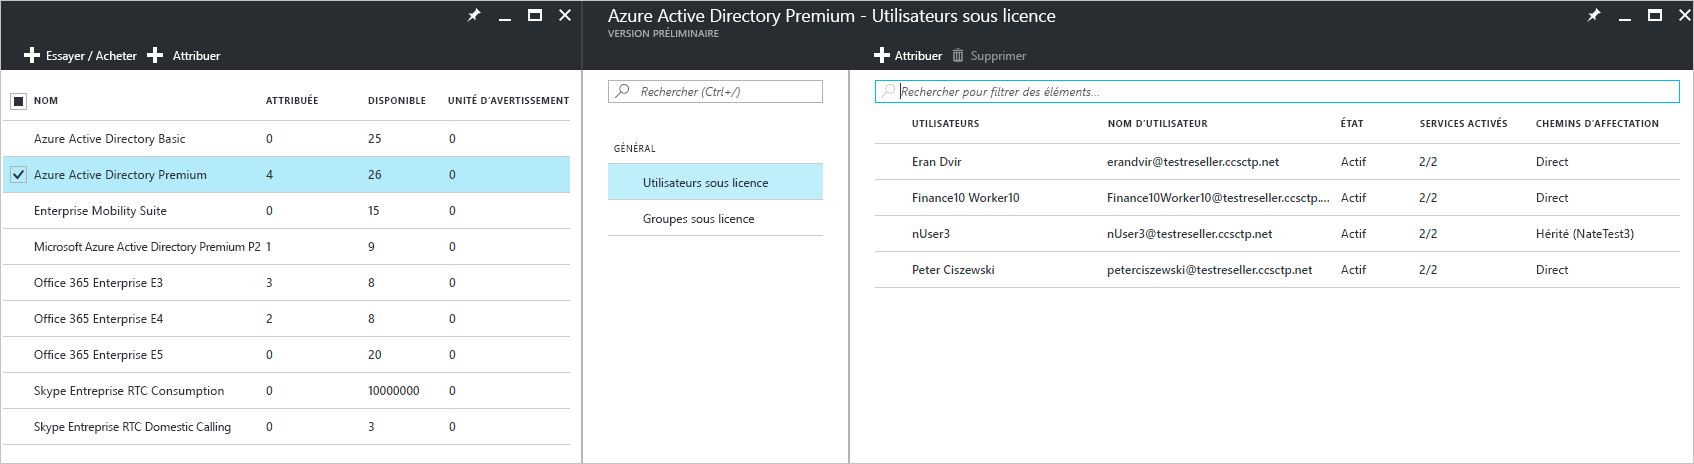 Azure Active Directory Premium - Utilisateurs sous licence
VERSION PRÉLIMINAIRE
Essayer / Acheter Attribuer
Attribuer Supprimer
NOM ATTRIBUÉE DISPONIBLE UNITÉ D'AVERTISSEMENT
Azure Active Directory Basic 0 25 0
Azure Active Directory Premium 4 26 0
Enterprise Mobility Suite 0 15 0
Microsoft Azure Active Directory Premium P2 1 9 0
Office 365 Enterprise E3 3 8 0
Office 365 Enterprise E4 2 8 0
Office 365 Enterprise E5 0 20 0
Skype Entreprise RTC Consumption 0 10000000 0
Skype Entreprise RTC Domestic Calling 0 3 0
Rechercher (Ctrl+/)
GÉNÉRAL
Utilisateurs sous licence
Groupes sous licence
Rechercher pour filtrer des éléments...
UTILISATEURS NOM D'UTILISATEUR ÉTAT SERVICES ACTIVÉS CHEMINS D'AFFECTATION
Eran Dvir erandvir@testreseller.ccsctp.net Actif 2/2 Direct
Finance10 Worker10 Finance10Worker10@testreseller.ccsctp.... Actif 2/2 Direct
nUser3 nUser3@testreseller.ccsctp.net Actif 2/2 Hérité (NateTest3)
Peter Ciszewski peterciszewski@testreseller.ccsctp.net Actif 2/2 Direct